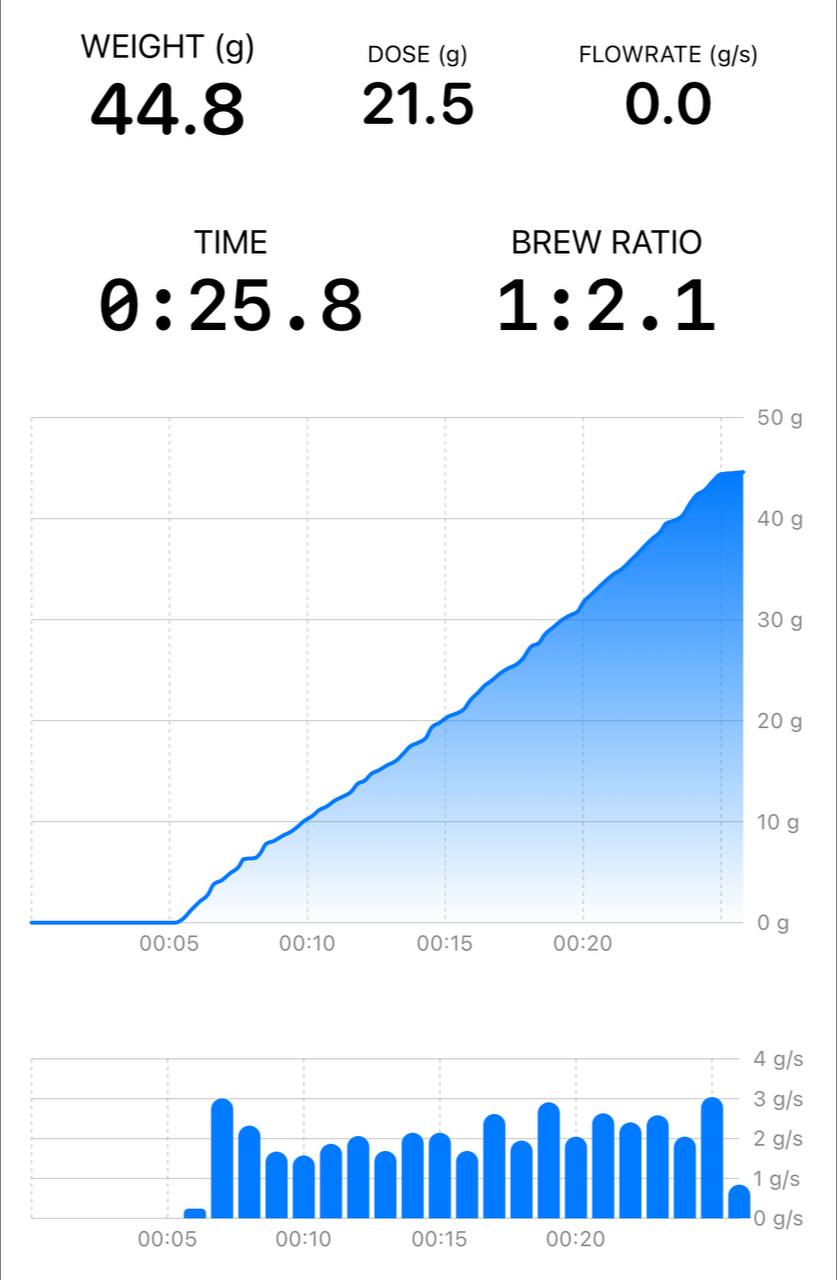 WEIGHT (g) DOSE (g) FLOWRATE (g/s)
44.8 21.5 0.0
TIME BREW RATIO
0:25.8 1:2.1
50 g
40 g
30 g
20 g
10 g
0 g
00:05 00:10 00:15 00:20
4 g/s
3 g/s
2 g/s
1 g/s
0 g/s
00:05 00:10 00:15 00:20